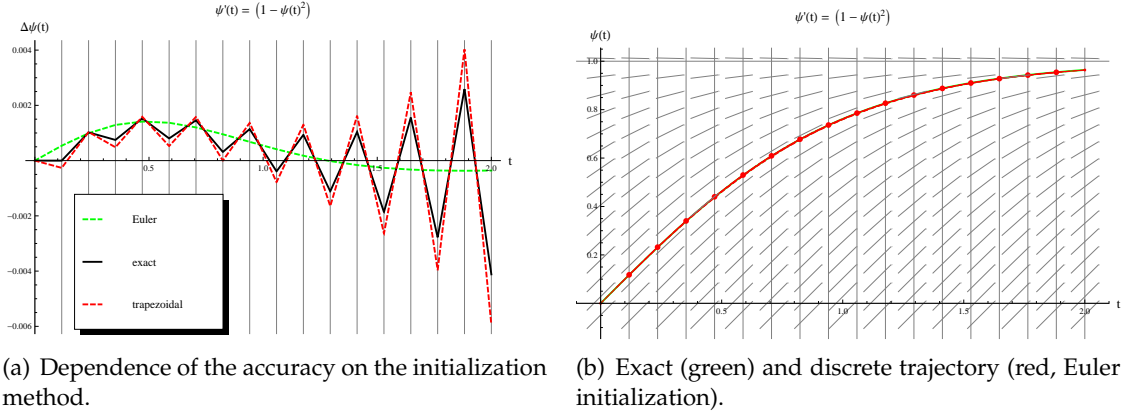 ψ'(t) = (1 − ψ(t)²)
Δψ(t)
0.004
0.002
0.000
−0.002
−0.004
−0.006
0.5
1.0
1.5
2.0
t
Euler
exact
trapezoidal
(a) Dependence of the accuracy on the initialization
method.
ψ'(t) = (1 − ψ(t)²)
ψ(t)
1.0
0.8
0.6
0.4
0.2
0.5
1.0
1.5
2.0
t
(b) Exact (green) and discrete trajectory (red, Euler
initialization).